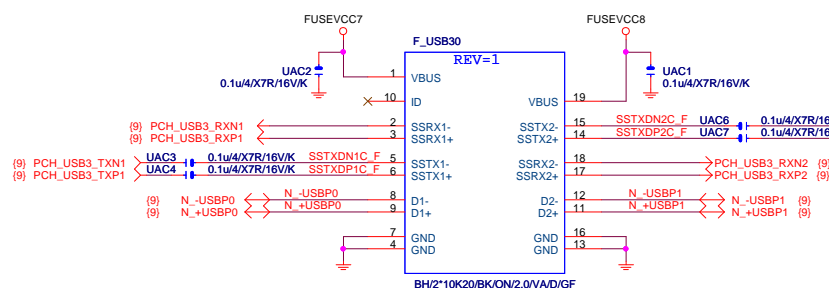 FUSEVCC7 FUSEVCC8
F_USB30
REV=1
UAC2
0.1u/4/X7R/16V/K
UAC1
0.1u/4/X7R/16V/K
1 VBUS
10 ID
VBUS 19
{9} PCH_USB3_RXN1 2 SSRX1-
{9} PCH_USB3_RXP1 3 SSRX1+
SSTX2- 15 SSTXDN2C_F UAC6 0.1u/4/X7R/16
SSTX2+ 14 SSTXDP2C_F UAC7 0.1u/4/X7R/16
{9} PCH_USB3_TXN1 UAC3 0.1u/4/X7R/16V/K SSTXDN1C_F 5 SSTX1-
{9} PCH_USB3_TXP1 UAC4 0.1u/4/X7R/16V/K SSTXDP1C_F 6 SSTX1+
SSRX2- 18 PCH_USB3_RXN2 {9}
SSRX2+ 17 PCH_USB3_RXP2 {9}
{9} N_-USBP0 N_-USBP0 8 D1-
{9} N_+USBP0 N_+USBP0 9 D1+
D2- 12 N_-USBP1 N_-USBP1 {9}
D2+ 11 N_+USBP1 N_+USBP1 {9}
7 GND
4 GND
GND 16
GND 13
BH/2*10K20/BK/ON/2.0/VA/D/GF